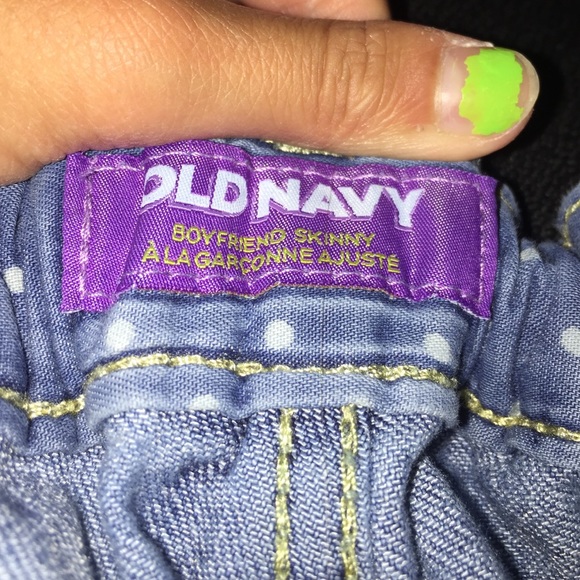 OLD NAVY
BOYFRIEND SKINNY
À LA GARÇONNE AJUSTÉ